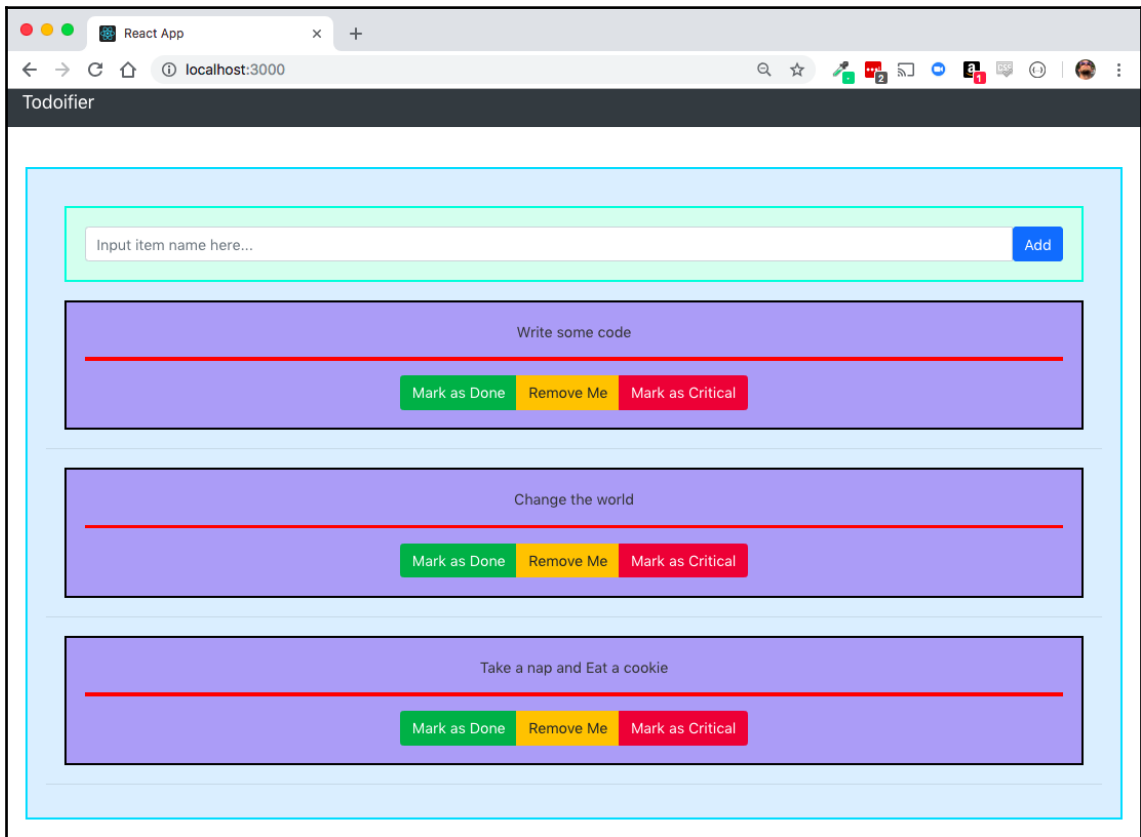 React App
localhost:3000
2
1
Todoifier
Input item name here... Add
Write some code
Mark as Done Remove Me Mark as Critical
Change the world
Mark as Done Remove Me Mark as Critical
Take a nap and Eat a cookie
Mark as Done Remove Me Mark as Critical